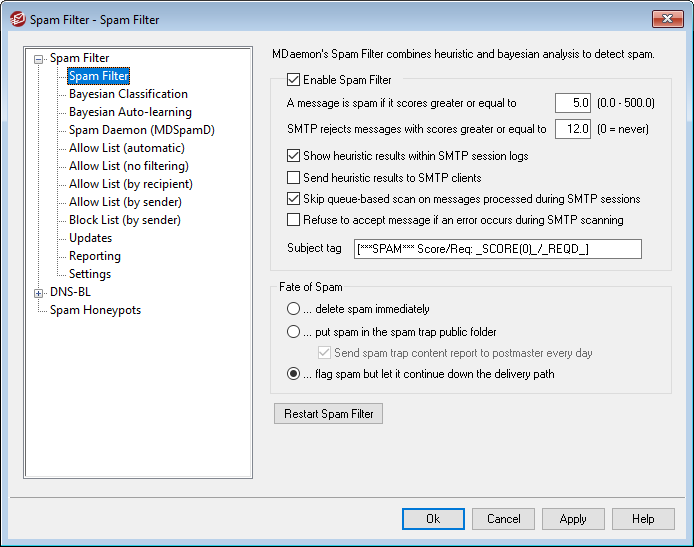 Spam Filter - Spam Filter
Spam Filter
Spam Filter
Bayesian Classification
Bayesian Auto-learning
Spam Daemon (MDSpamD)
Allow List (automatic)
Allow List (no filtering)
Allow List (by recipient)
Allow List (by sender)
Block List (by sender)
Updates
Reporting
Settings
DNS-BL
Spam Honeypots
MDaemon's Spam Filter combines heuristic and bayesian analysis to detect spam.
Enable Spam Filter
A message is spam if it scores greater or equal to 5.0 (0.0 - 500.0)
SMTP rejects messages with scores greater or equal to 12.0 (0 = never)
Show heuristic results within SMTP session logs
Send heuristic results to SMTP clients
Skip queue-based scan on messages processed during SMTP sessions
Refuse to accept message if an error occurs during SMTP scanning
Subject tag [***SPAM*** Score/Req: _SCORE(0)_/_REQD_]
Fate of Spam
... delete spam immediately
... put spam in the spam trap public folder
Send spam trap content report to postmaster every day
... flag spam but let it continue down the delivery path
Restart Spam Filter
Ok Cancel Apply Help